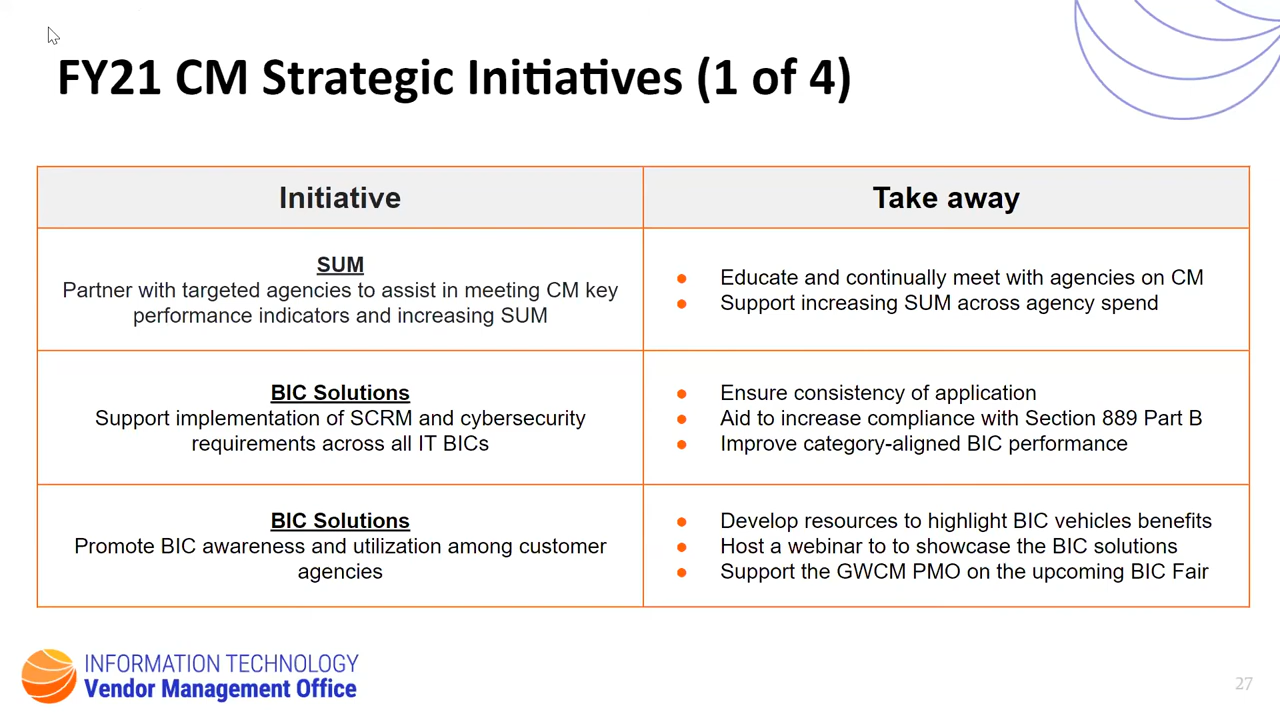 FY21 CM Strategic Initiatives (1 of 4)
Initiative
Take away
SUM
Partner with targeted agencies to assist in meeting CM key
performance indicators and increasing SUM
● Educate and continually meet with agencies on CM
● Support increasing SUM across agency spend
BIC Solutions
Support implementation of SCRM and cybersecurity
requirements across all IT BICs
● Ensure consistency of application
● Aid to increase compliance with Section 889 Part B
● Improve category-aligned BIC performance
BIC Solutions
Promote BIC awareness and utilization among customer
agencies
● Develop resources to highlight BIC vehicles benefits
● Host a webinar to to showcase the BIC solutions
● Support the GWCM PMO on the upcoming BIC Fair
INFORMATION TECHNOLOGY
Vendor Management Office
27